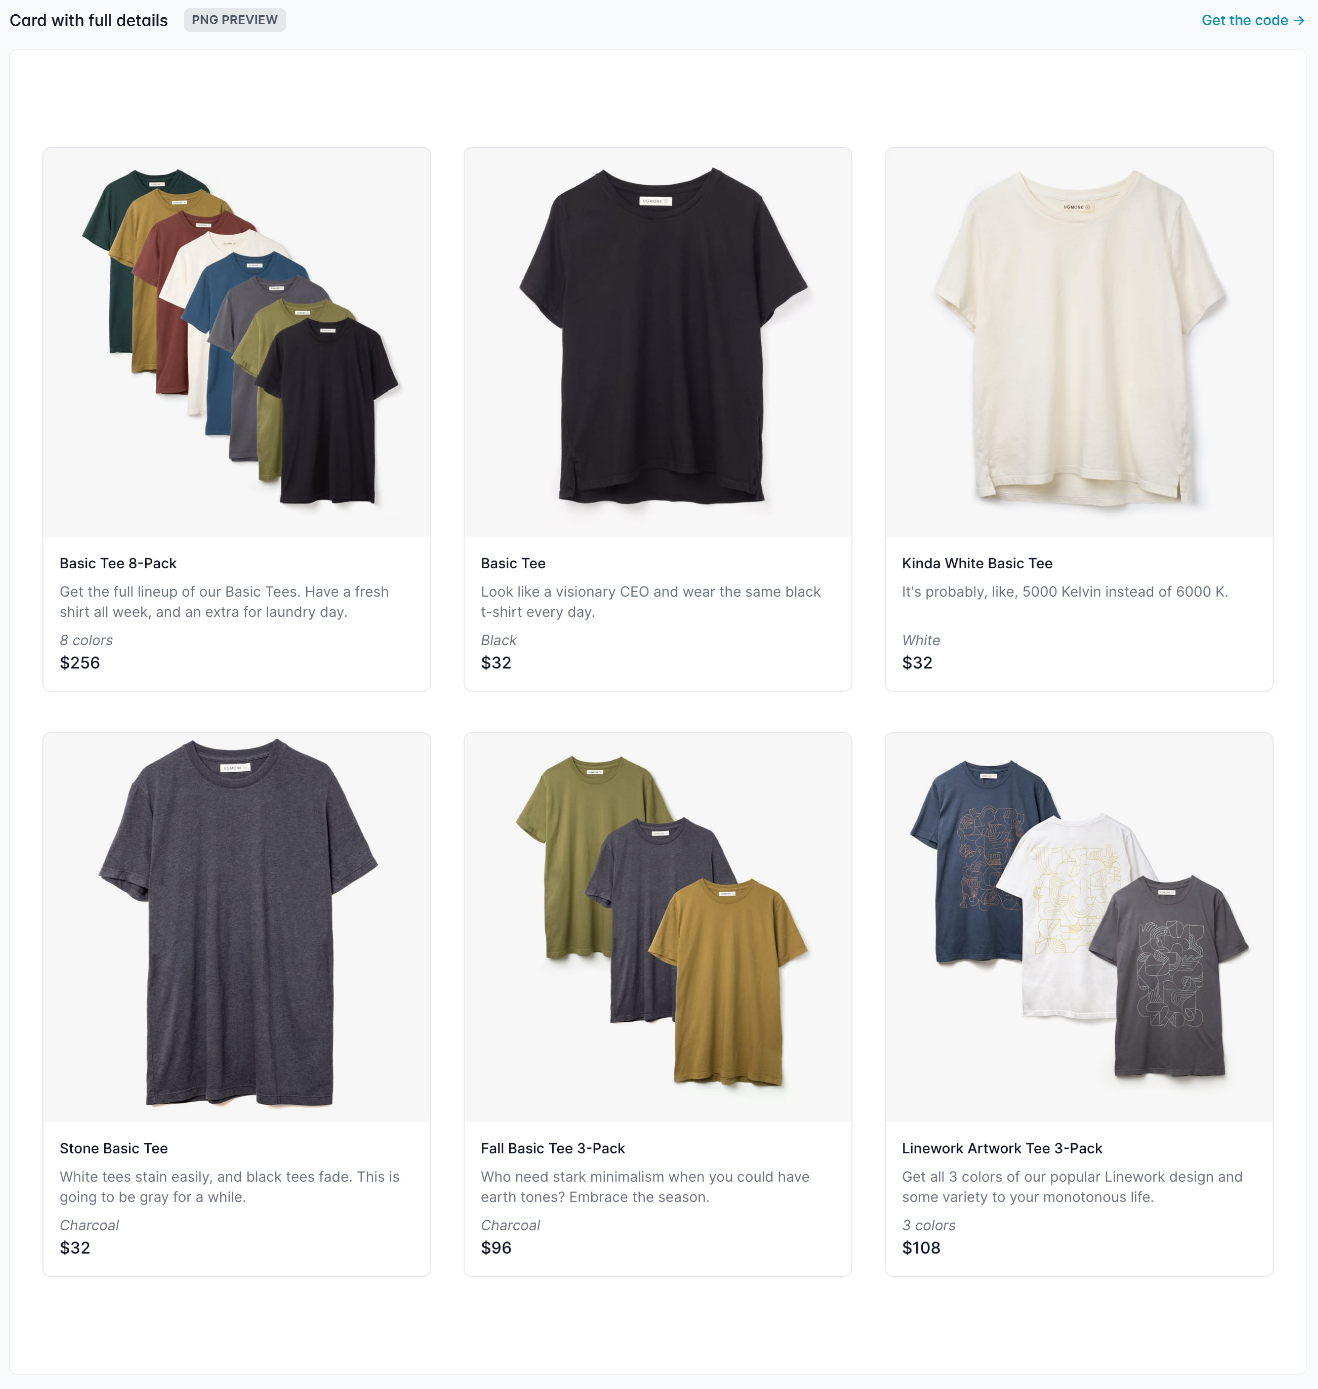 Card with full details
PNG PREVIEW
Get the code →
Basic Tee 8-Pack
Get the full lineup of our Basic Tees. Have a fresh
shirt all week, and an extra for laundry day.
8 colors
$256
UGMONK
Basic Tee
Look like a visionary CEO and wear the same black
t-shirt every day.
Black
$32
UGMONK
Kinda White Basic Tee
It's probably, like, 5000 Kelvin instead of 6000 K.
White
$32
UGMONK
Stone Basic Tee
White tees stain easily, and black tees fade. This is
going to be gray for a while.
Charcoal
$32
Fall Basic Tee 3-Pack
Who need stark minimalism when you could have
earth tones? Embrace the season.
Charcoal
$96
Linework Artwork Tee 3-Pack
Get all 3 colors of our popular Linework design and
some variety to your monotonous life.
3 colors
$108